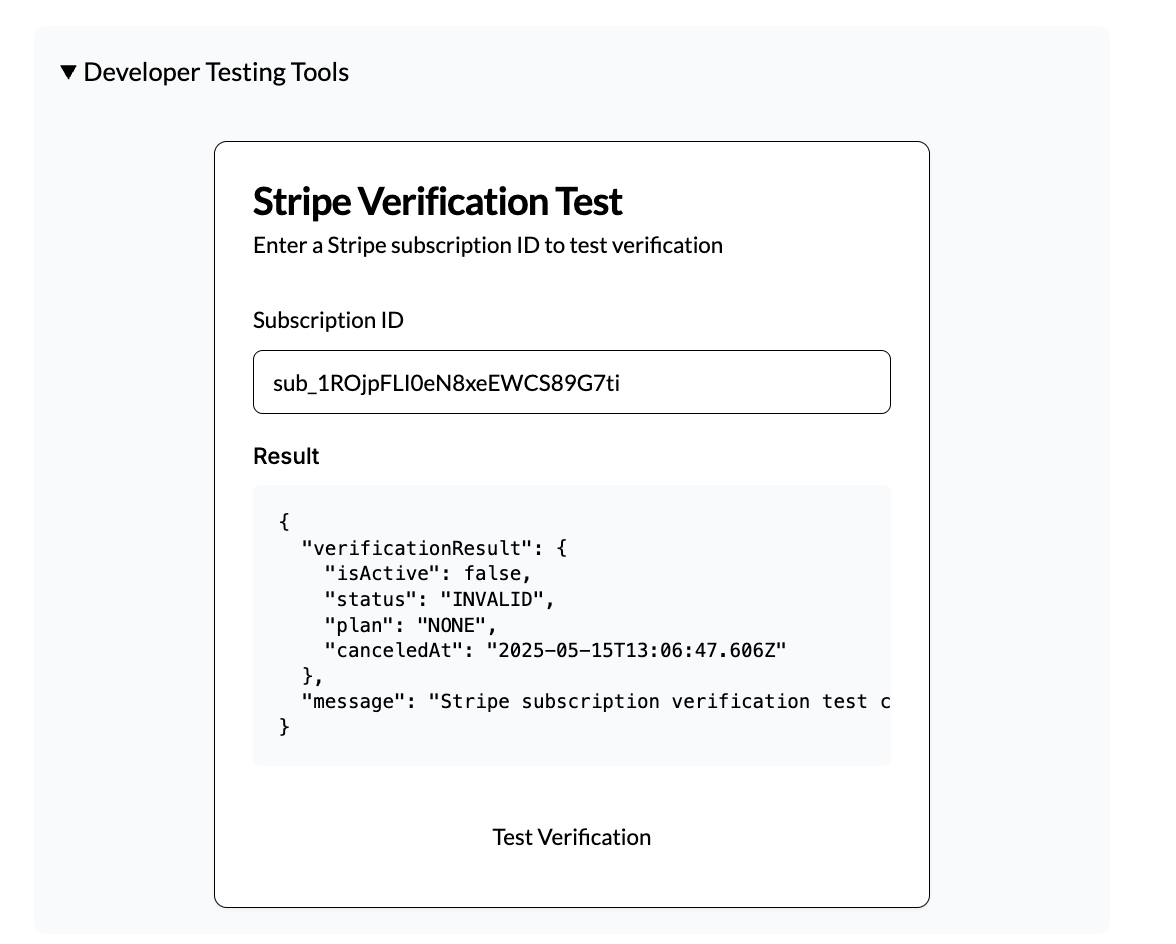 ▼ Developer Testing Tools
Stripe Verification Test
Enter a Stripe subscription ID to test verification
Subscription ID
sub_1ROjpFLI0eN8xeEWCS89G7ti
Result
{
  "verificationResult": {
    "isActive": false,
    "status": "INVALID",
    "plan": "NONE",
    "canceledAt": "2025-05-15T13:06:47.606Z"
  },
  "message": "Stripe subscription verification test c
}
Test Verification